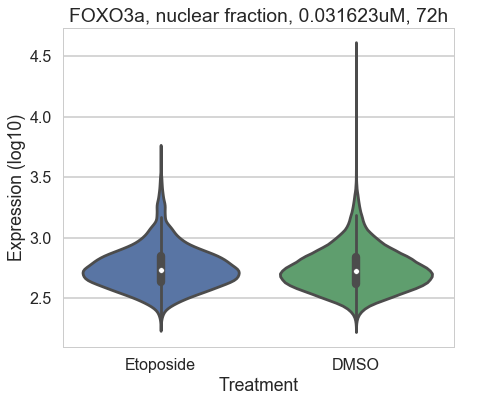 FOXO3a, nuclear fraction, 0.031623uM, 72h
Expression (log10)
4.5
4.0
3.5
3.0
2.5
Etoposide DMSO
Treatment